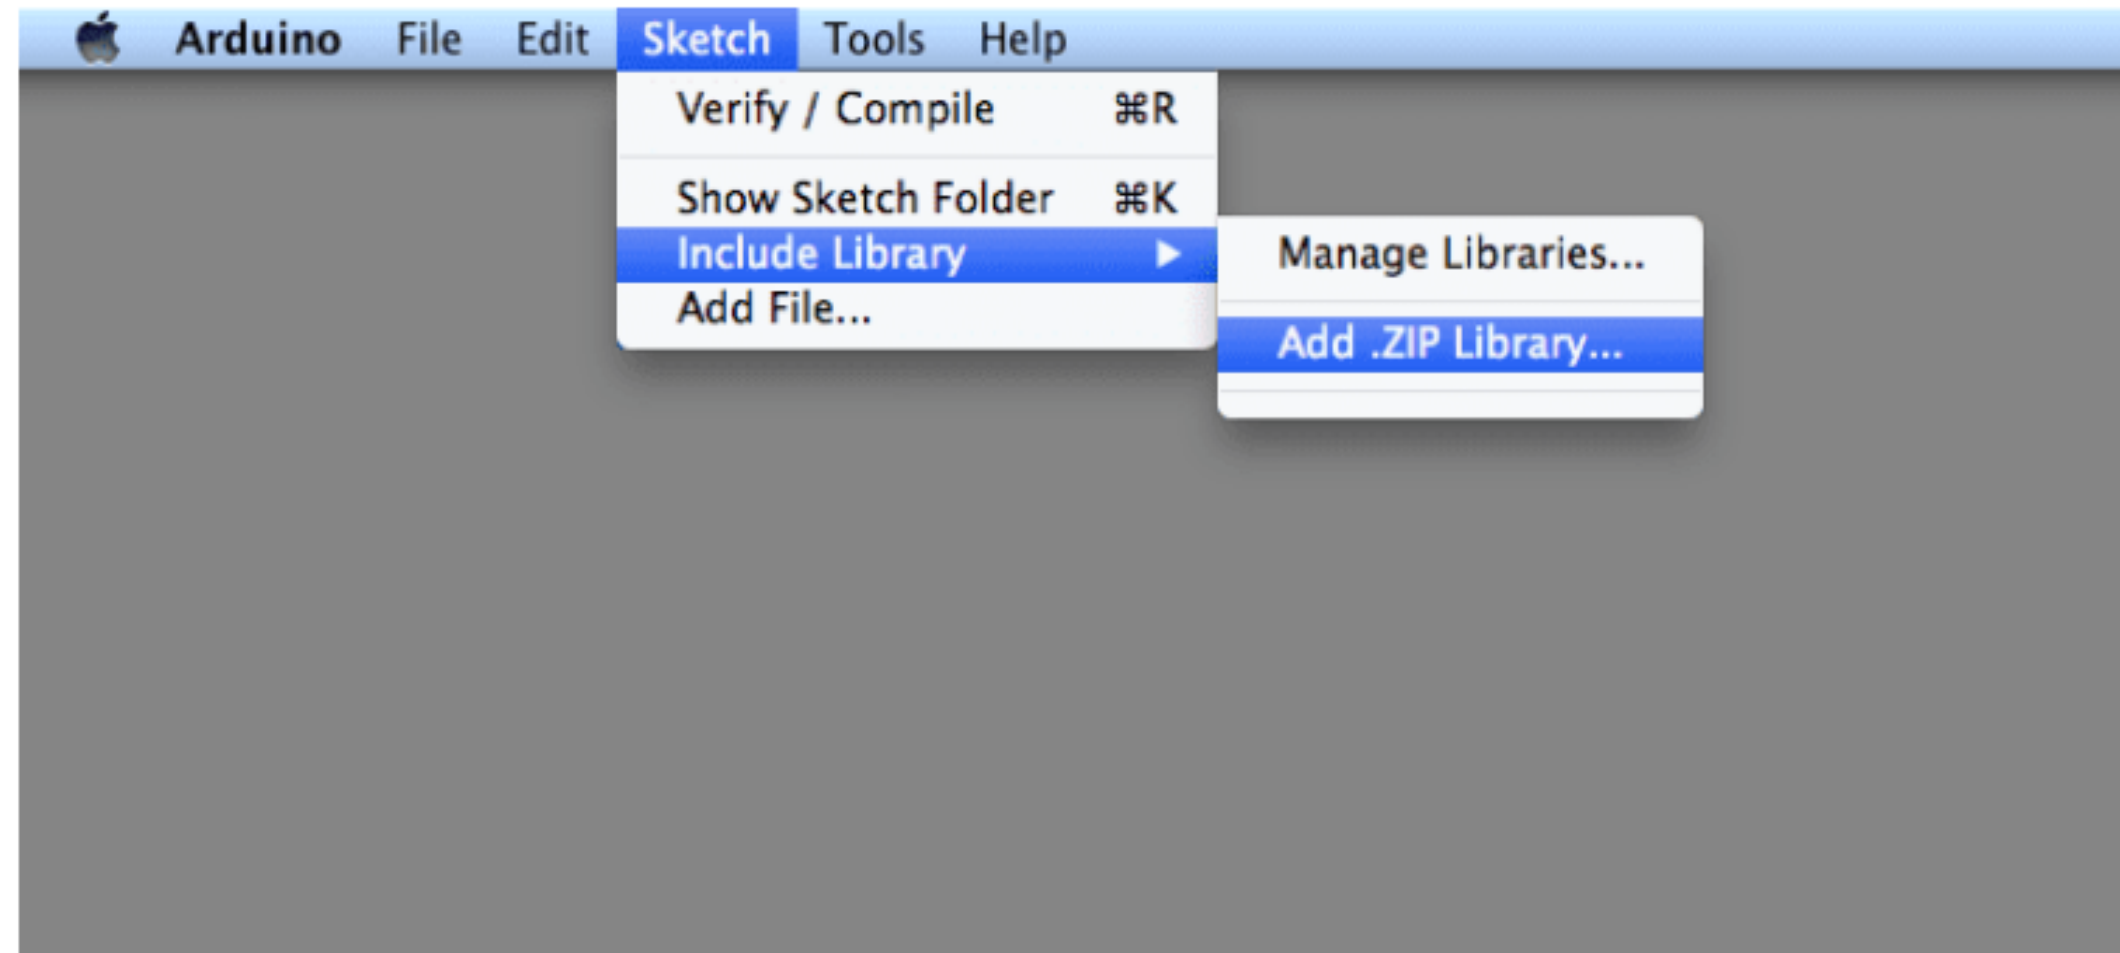 Arduino File Edit Sketch Tools Help
Verify / Compile ⌘R
Show Sketch Folder ⌘K
Include Library ▶
Add File...
Manage Libraries...
Add .ZIP Library...